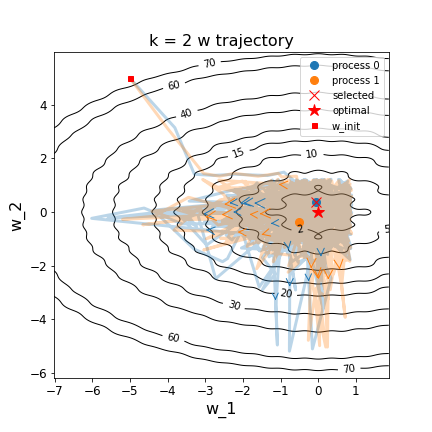 k = 2 w trajectory
process 0
process 1
selected
optimal
w_init
70
60
40
15
10
5
2
20
30
60
70
4
2
0
−2
−4
−6
w_2
−7 −6 −5 −4 −3 −2 −1 0 1
w_1